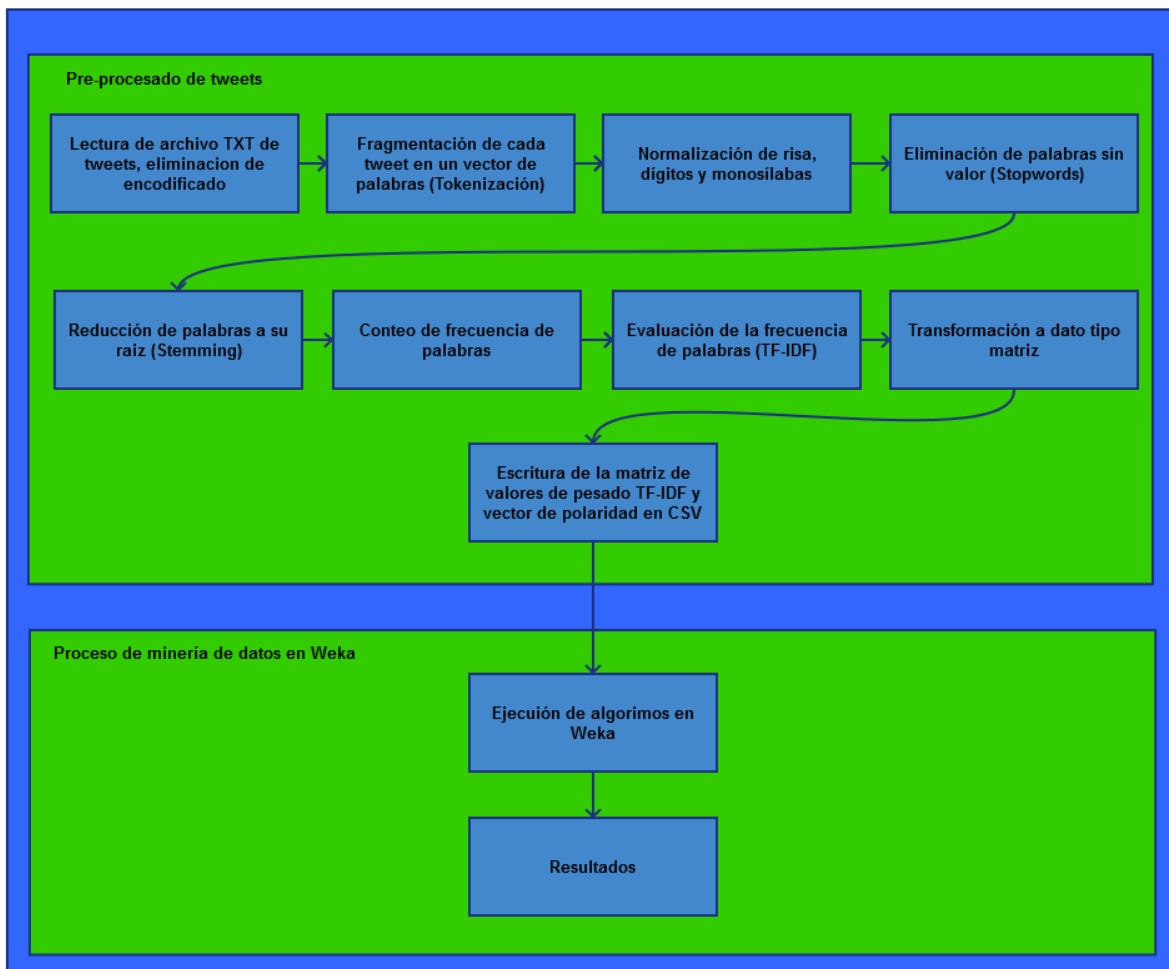 Pre-procesado de tweets
Lectura de archivo TXT de
tweets, eliminacion de
encodificado
Fragmentación de cada
tweet en un vector de
palabras (Tokenización)
Normalización de risa,
dígitos y monosílabas
Eliminación de palabras sin
valor (Stopwords)
Reducción de palabras a su
raiz (Stemming)
Conteo de frecuencia de
palabras
Evaluación de la frecuencia
de palabras (TF-IDF)
Transformación a dato tipo
matriz
Escritura de la matriz de
valores de pesado TF-IDF y
vector de polaridad en CSV
Proceso de minería de datos en Weka
Ejecuión de algorimos en
Weka
Resultados